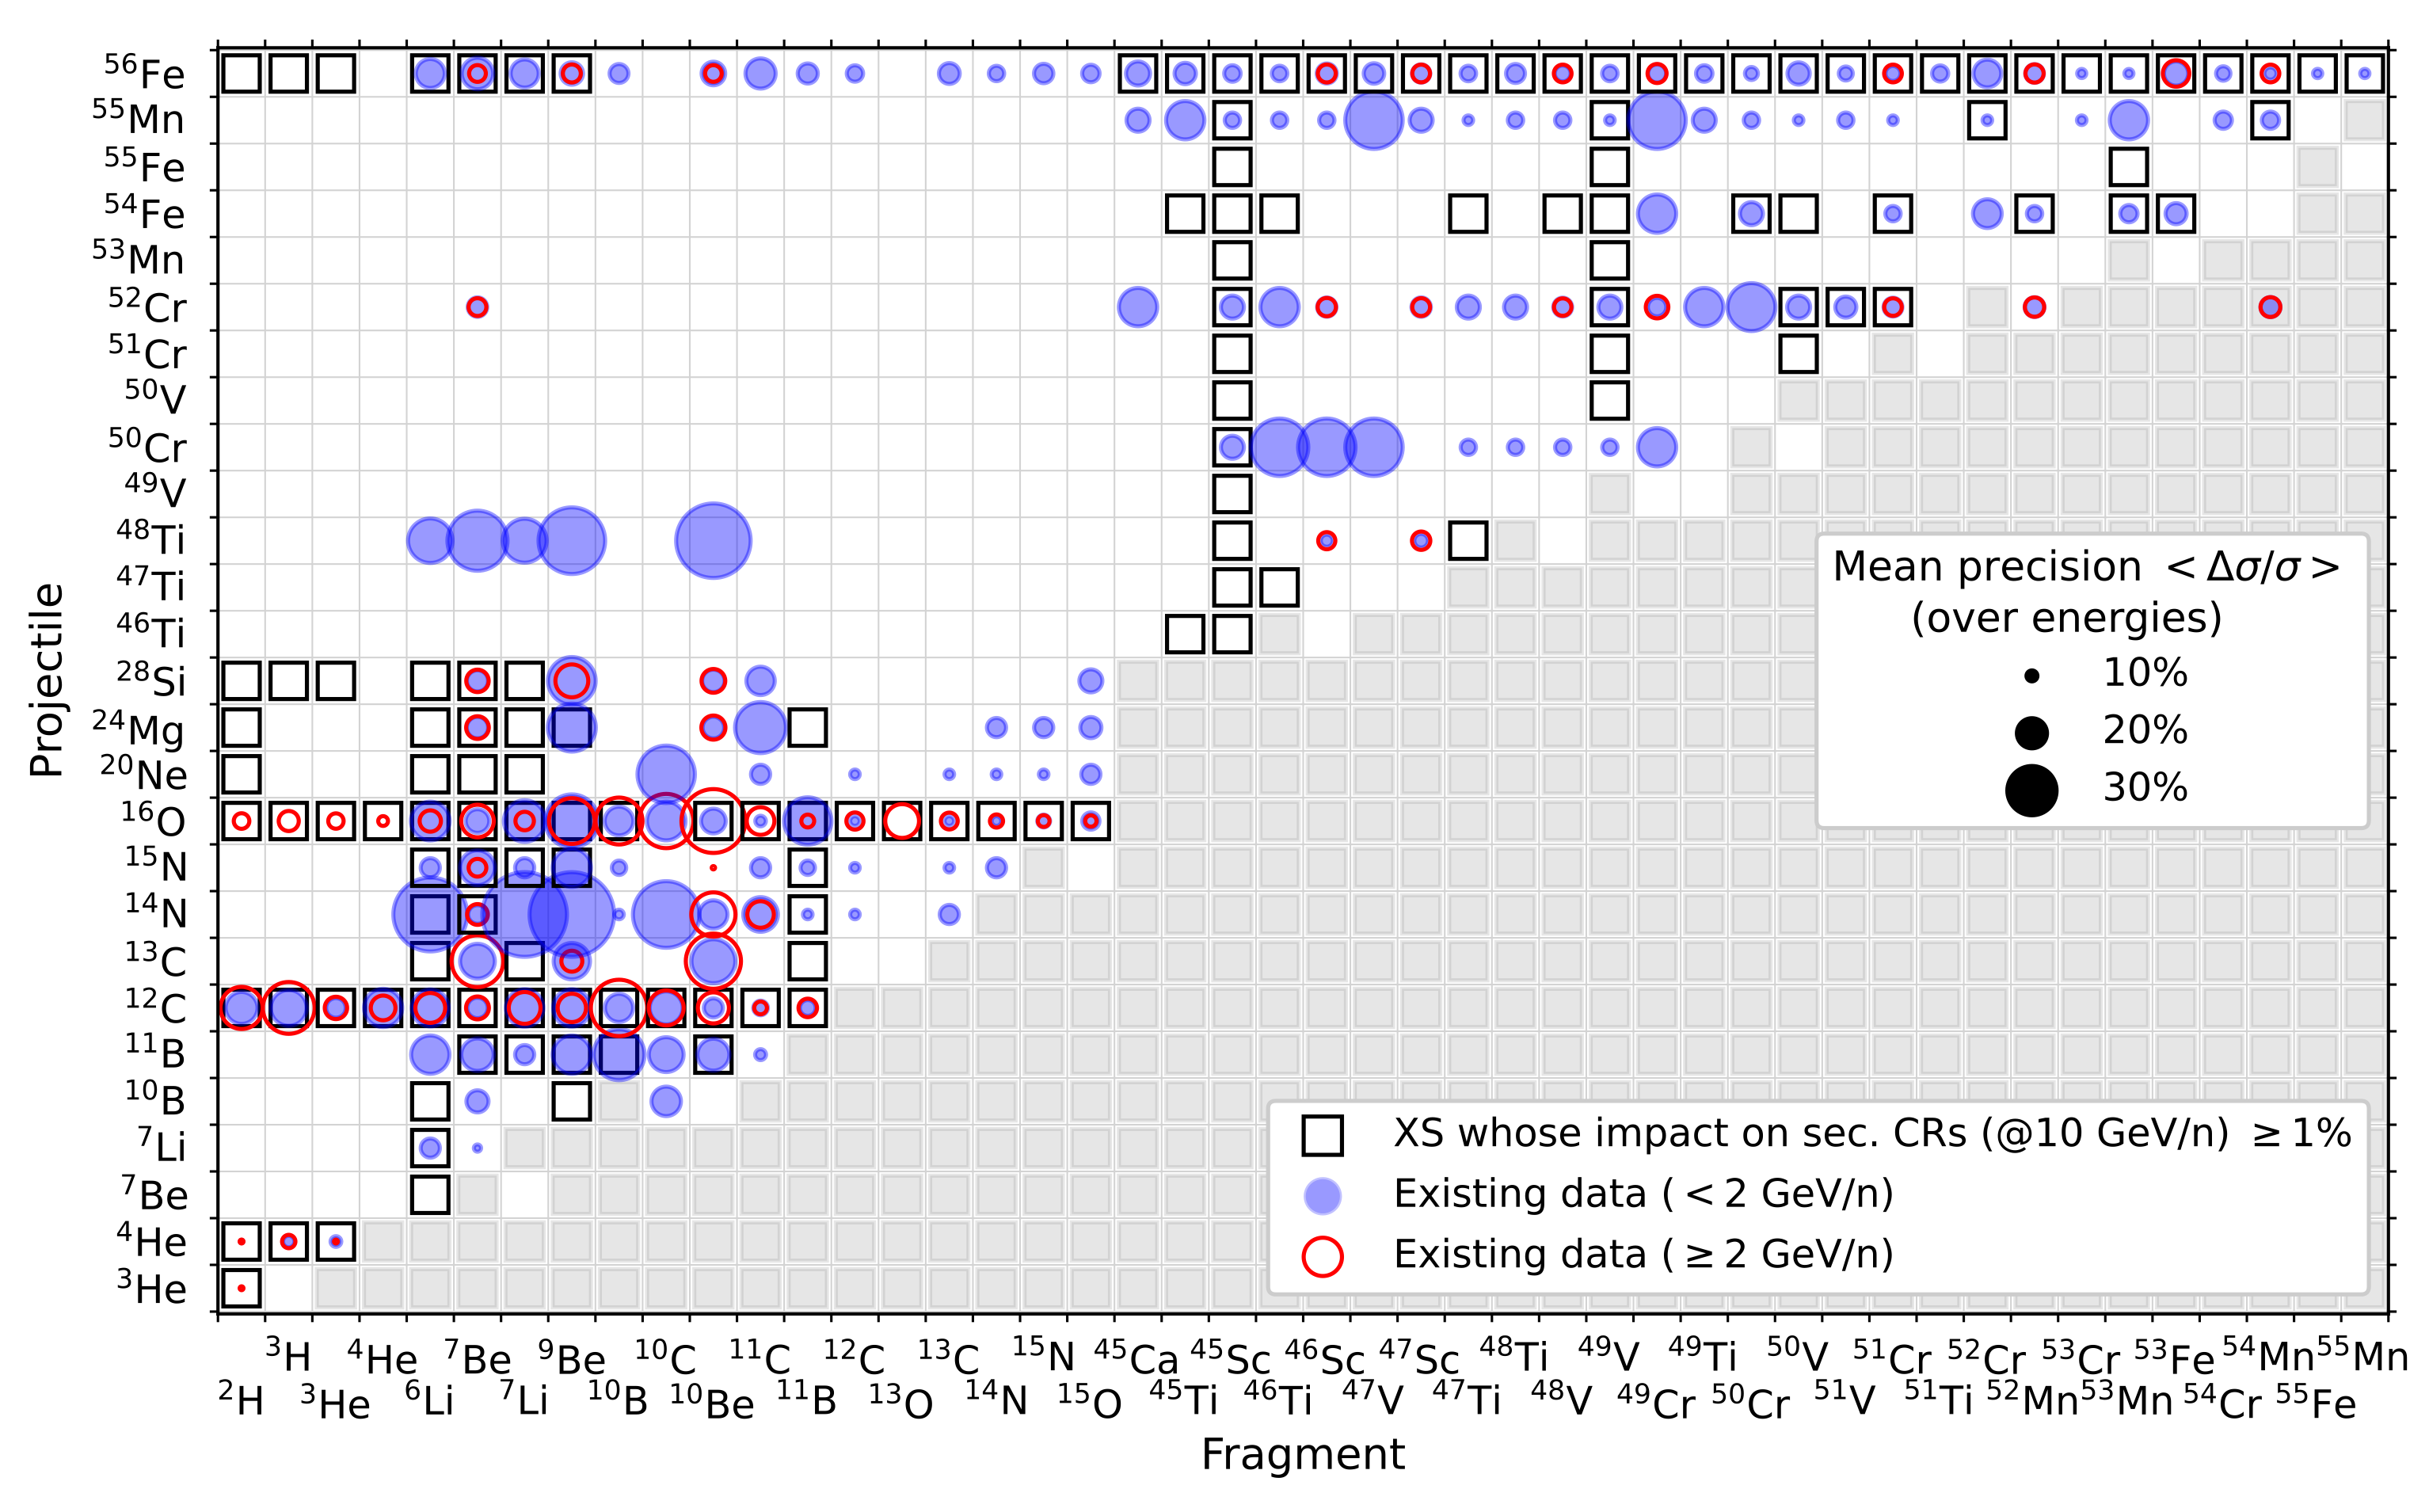 Projectile
⁵⁶Fe
⁵⁵Mn
⁵⁵Fe
⁵⁴Fe
⁵³Mn
⁵²Cr
⁵¹Cr
⁵⁰V
⁵⁰Cr
⁴⁹V
⁴⁸Ti
⁴⁷Ti
⁴⁶Ti
²⁸Si
²⁴Mg
²⁰Ne
¹⁶O
¹⁵N
¹⁴N
¹³C
¹²C
¹¹B
¹⁰B
⁷Li
⁷Be
⁴He
³He
Mean precision < Δσ/σ >
(over energies)
10%
20%
30%
XS whose impact on sec. CRs (@10 GeV/n) ≥ 1%
Existing data ( < 2 GeV/n)
Existing data ( ≥ 2 GeV/n)
³H ⁴He ⁷Be ⁹Be ¹⁰C ¹¹C ¹²C ¹³C ¹⁵N ⁴⁵Ca ⁴⁵Sc ⁴⁶Sc ⁴⁷Sc ⁴⁸Ti ⁴⁹V ⁴⁹Ti ⁵⁰V ⁵¹Cr ⁵²Cr ⁵³Cr ⁵³Fe ⁵⁴Mn ⁵⁵Mn
²H ³He ⁶Li ⁷Li ¹⁰B ¹⁰Be ¹¹B ¹³O ¹⁴N ¹⁵O ⁴⁵Ti ⁴⁶Ti ⁴⁷V ⁴⁷Ti ⁴⁸V ⁴⁹Cr ⁵⁰Cr ⁵¹V ⁵¹Ti ⁵²Mn ⁵³Mn ⁵⁴Cr ⁵⁵Fe
Fragment